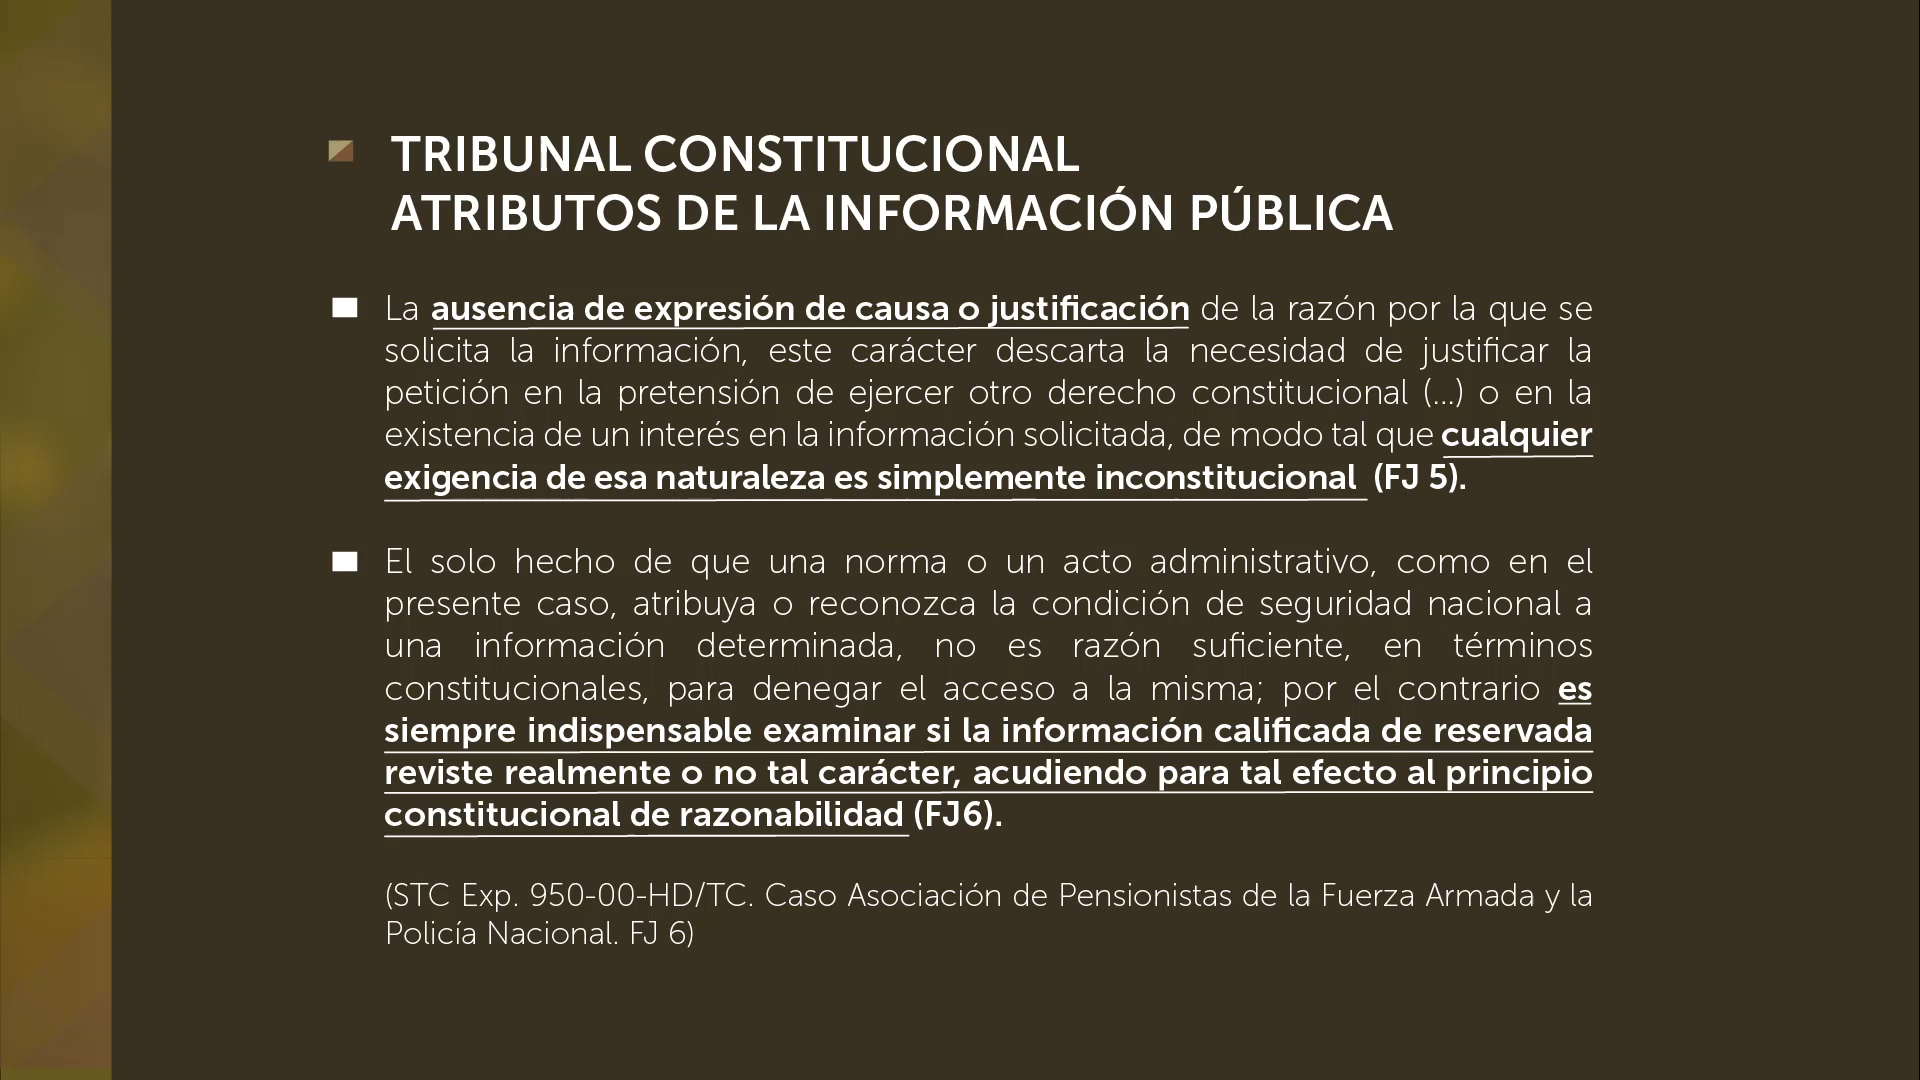 TRIBUNAL CONSTITUCIONAL
ATRIBUTOS DE LA INFORMACIÓN PÚBLICA
La ausencia de expresión de causa o justificación de la razón por la que se
solicita la información, este carácter descarta la necesidad de justificar la
petición en la pretensión de ejercer otro derecho constitucional (...) o en la
existencia de un interés en la información solicitada, de modo tal que cualquier
exigencia de esa naturaleza es simplemente inconstitucional (FJ 5).
El solo hecho de que una norma o un acto administrativo, como en el
presente caso, atribuya o reconozca la condición de seguridad nacional a
una información determinada, no es razón suficiente, en términos
constitucionales, para denegar el acceso a la misma; por el contrario es
siempre indispensable examinar si la información calificada de reservada
reviste realmente o no tal carácter, acudiendo para tal efecto al principio
constitucional de razonabilidad (FJ6).
(STC Exp. 950-00-HD/TC. Caso Asociación de Pensionistas de la Fuerza Armada y la
Policía Nacional. FJ 6)